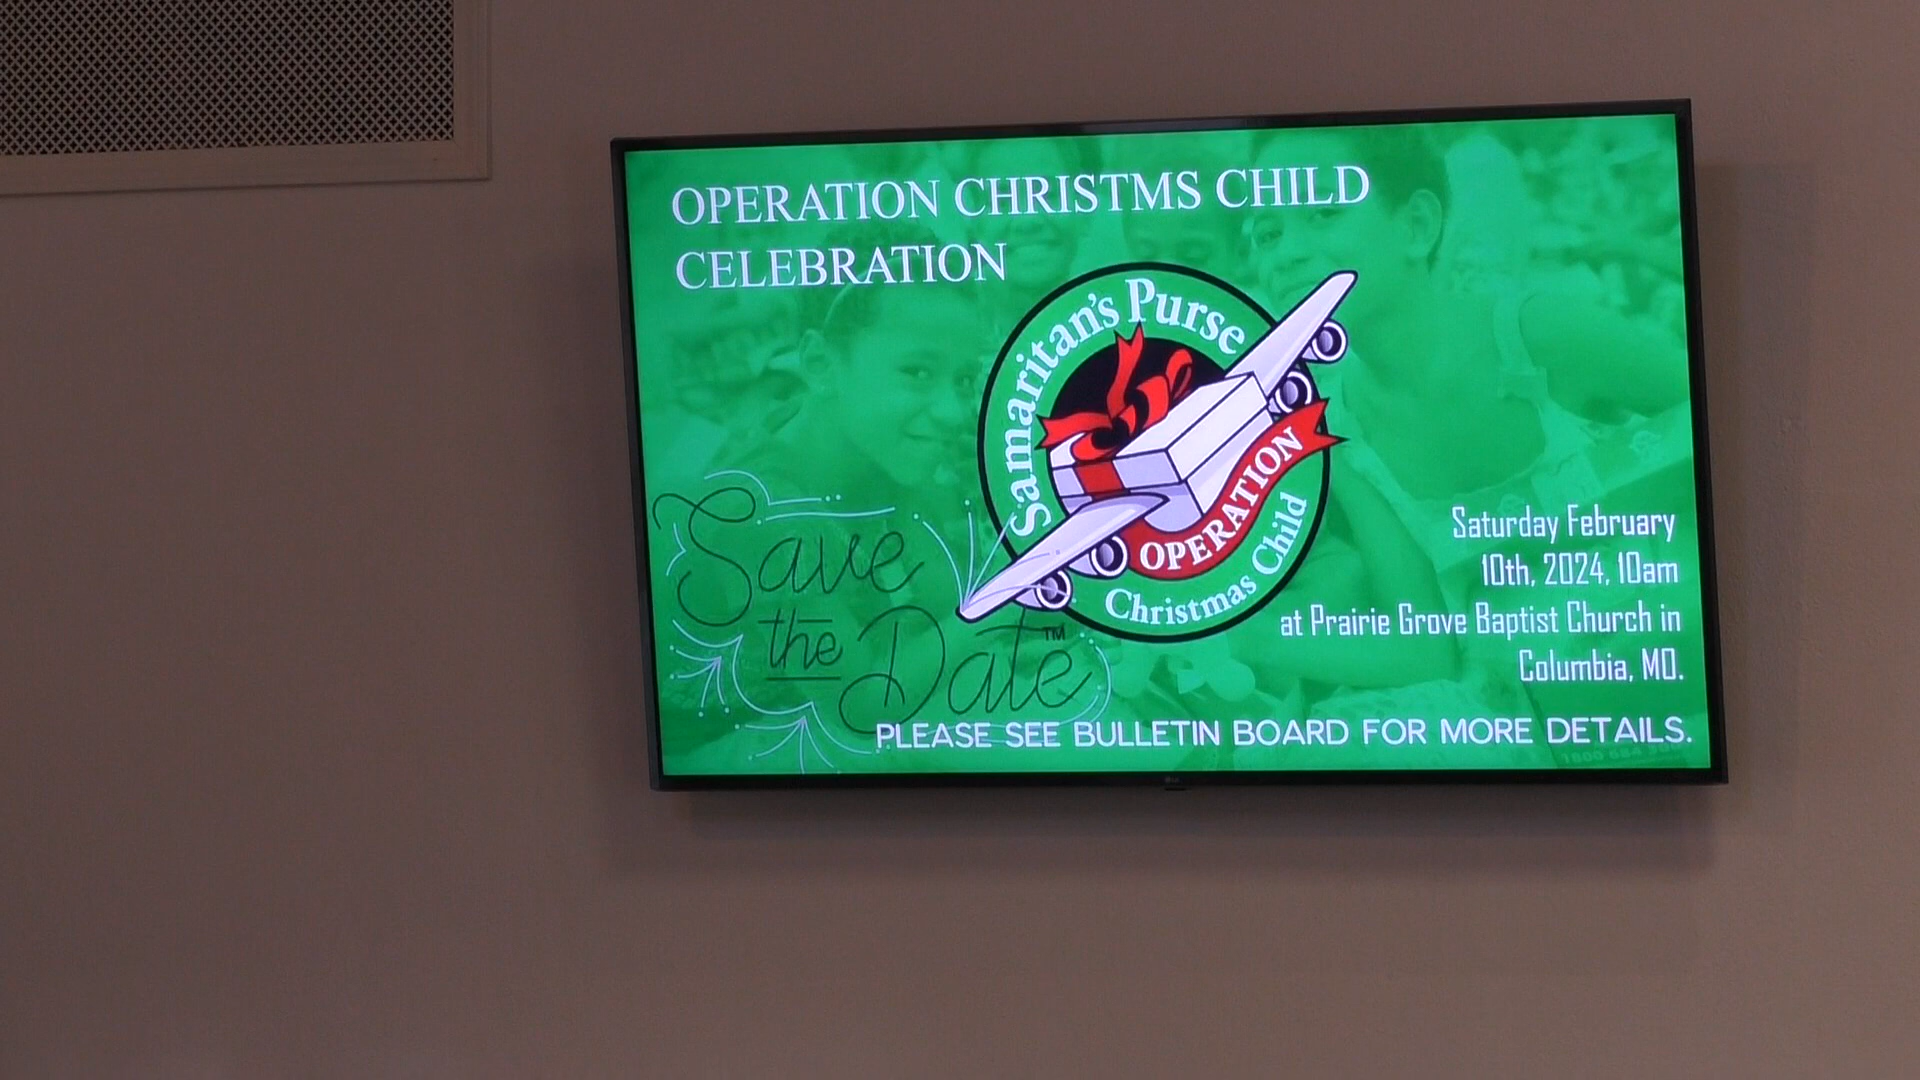 OPERATION CHRISTMS CHILD
CELEBRATION
Samaritan's Purse
OPERATION
Christmas Child
TM
Save
the
Date
Saturday February
10th, 2024, 10am
at Prairie Grove Baptist Church in
Columbia, MO.
PLEASE SEE BULLETIN BOARD FOR MORE DETAILS.